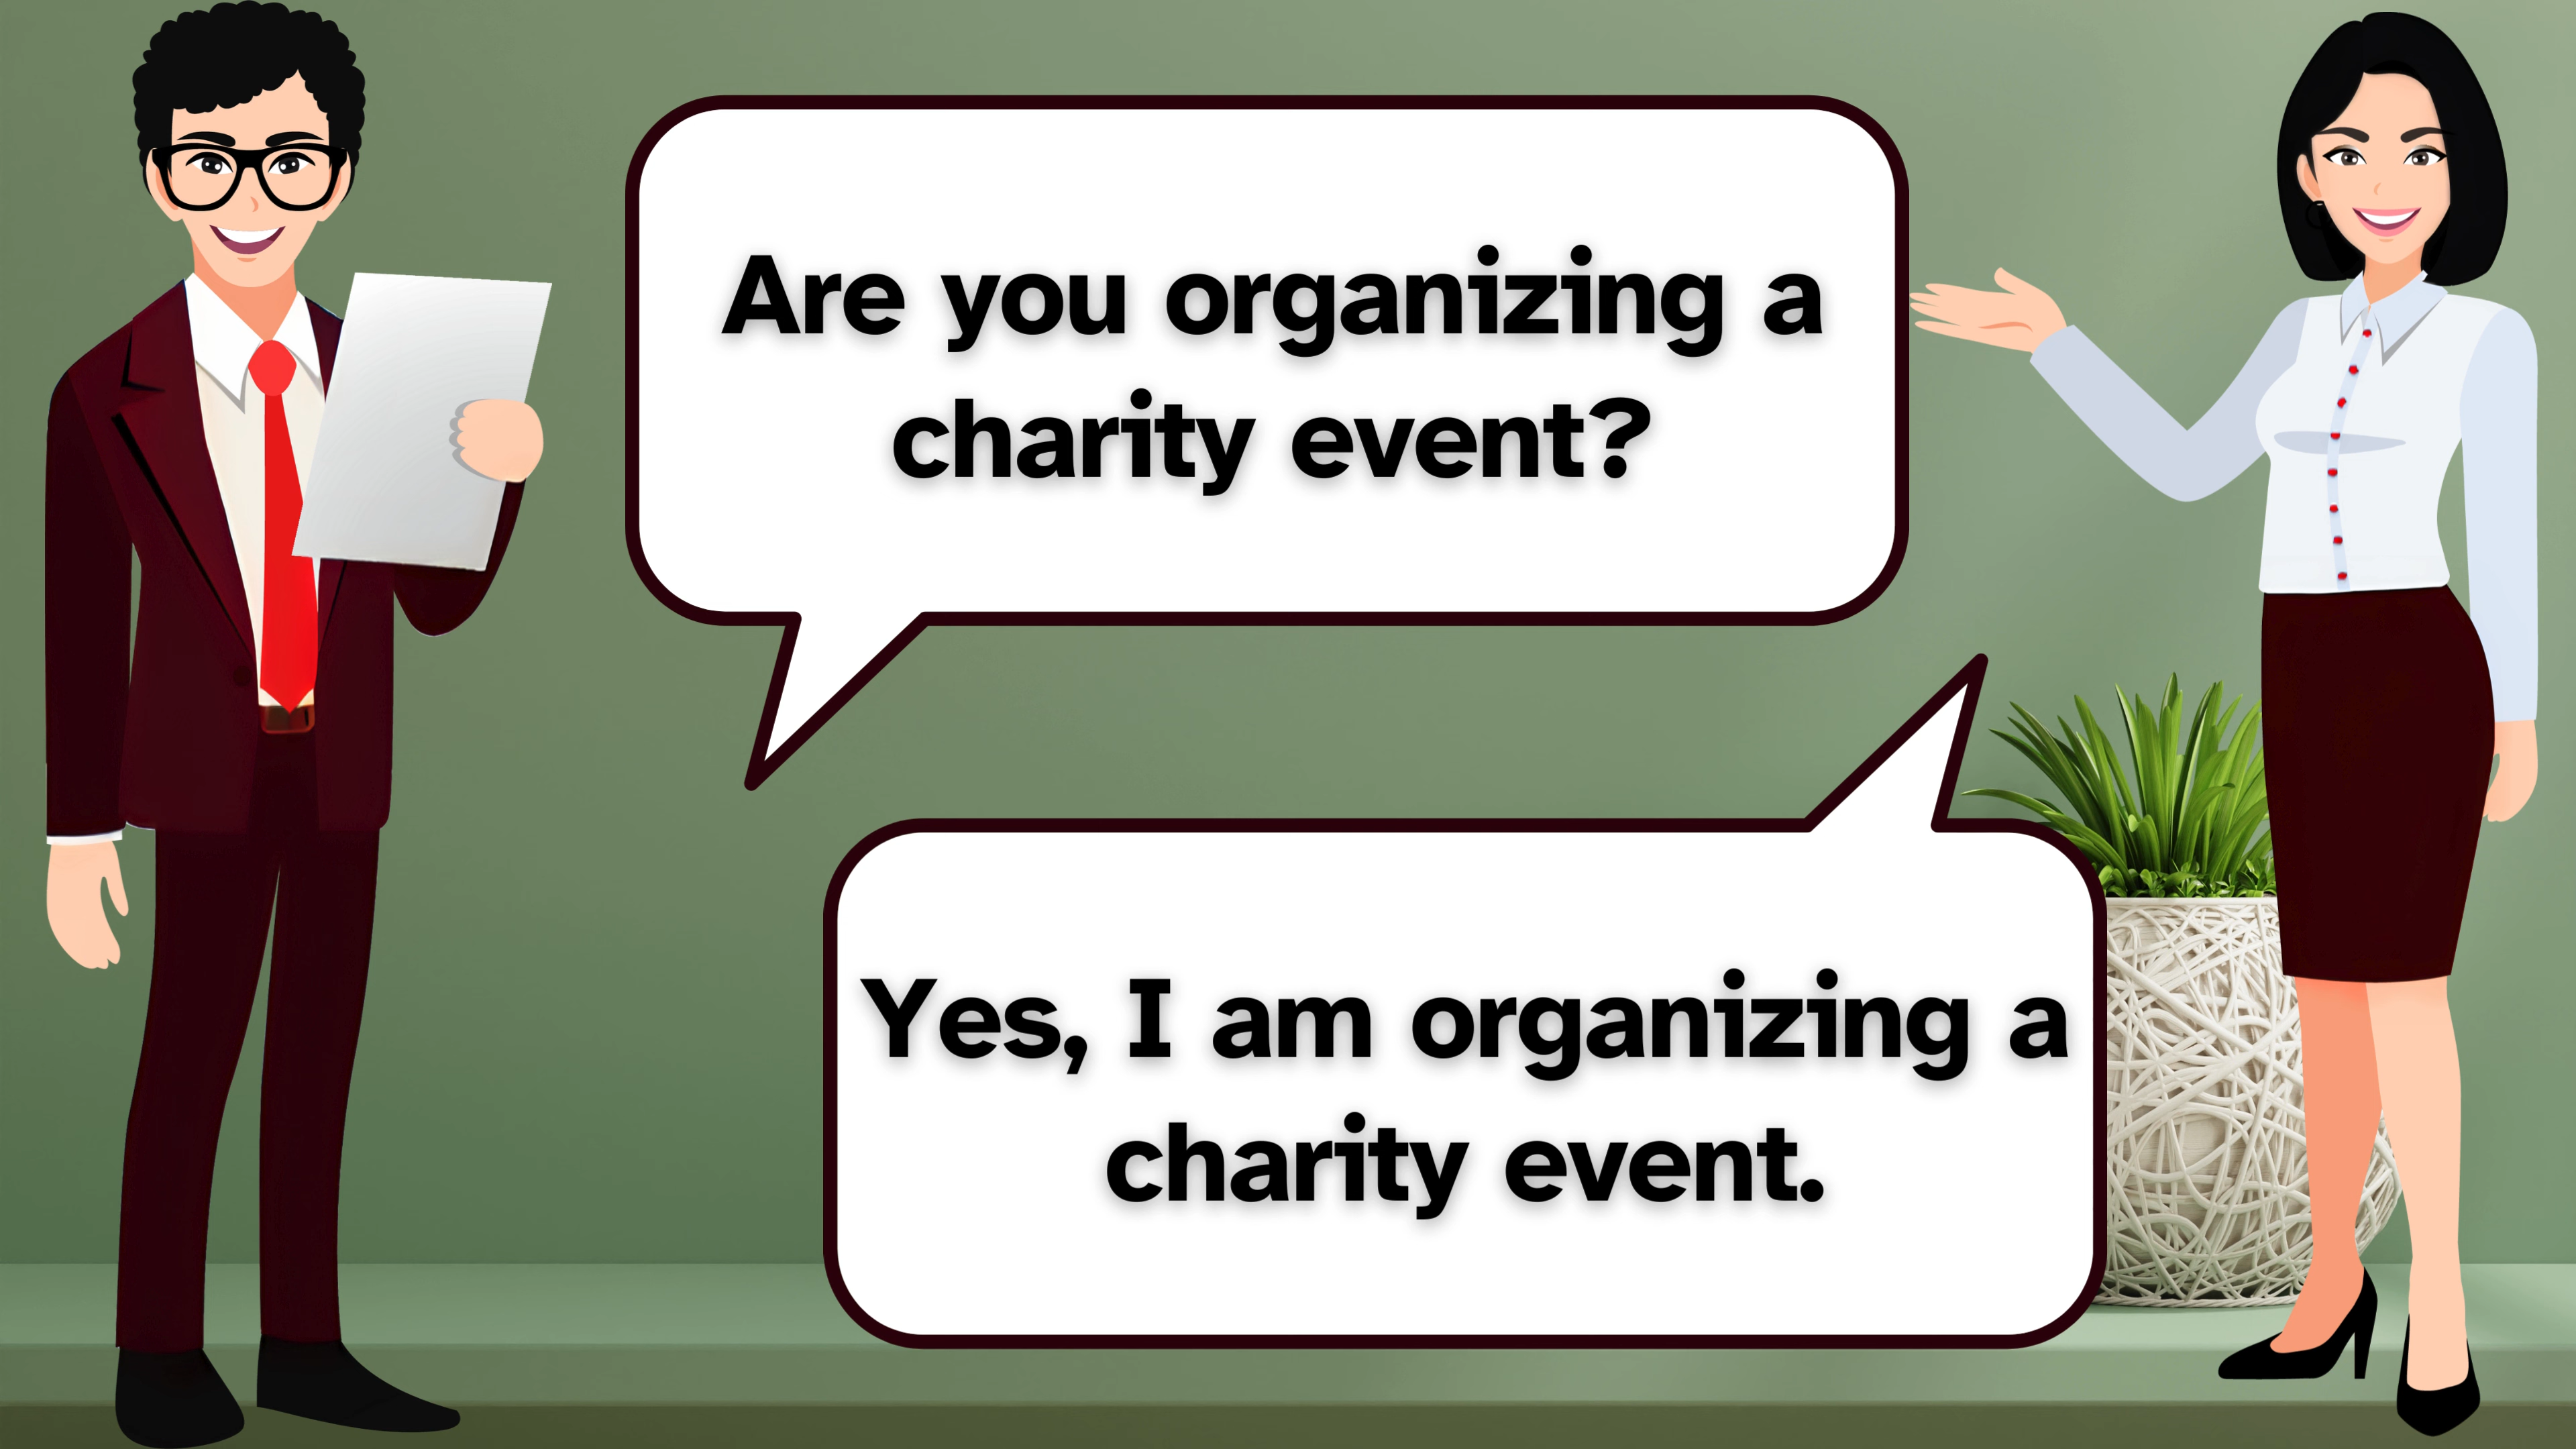 Are you organizing a
charity event?
Yes, I am organizing a
charity event.